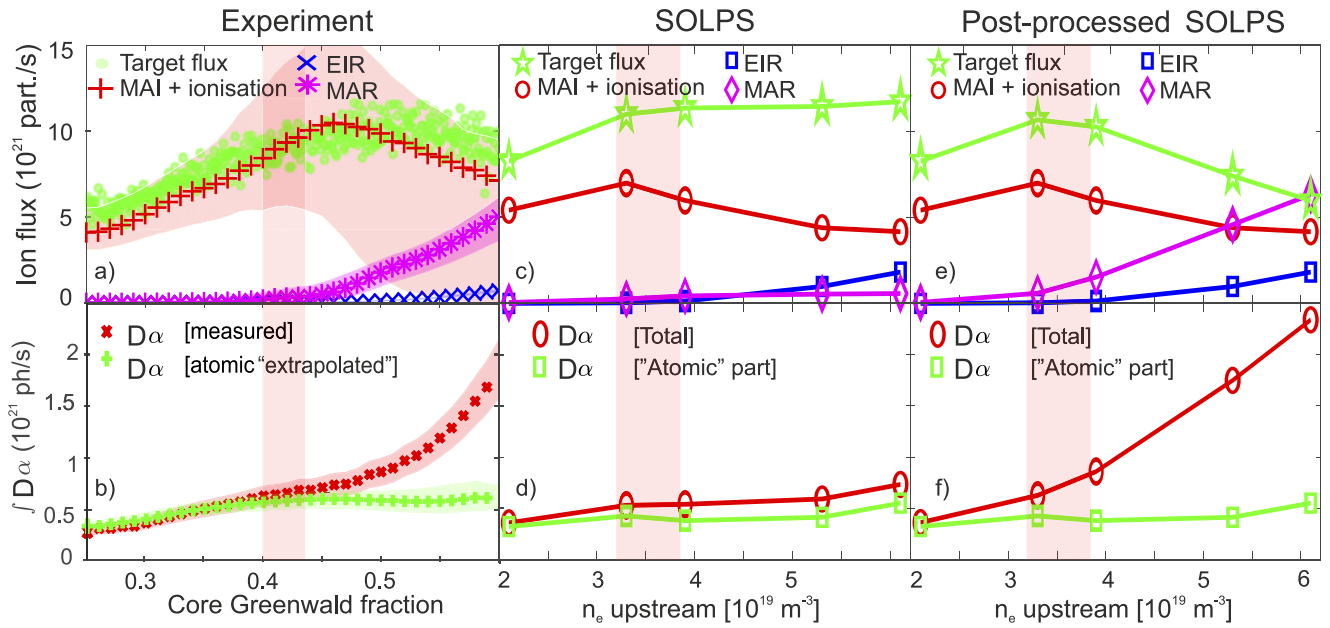 Experiment
SOLPS
Post-processed SOLPS
Ion flux (10²¹ part./s)
15
10
5
0
Target flux
EIR
MAI + ionisation
MAR
a)
Target flux
EIR
MAI + ionisation
MAR
c)
Target flux
EIR
MAI + ionisation
MAR
e)
∫Dα (10²¹ ph/s)
2
1.5
1
0.5
0
Dα [measured]
Dα [atomic “extrapolated”]
b)
Dα [Total]
Dα ["Atomic" part]
d)
Dα [Total]
Dα ["Atomic" part]
f)
0.3 0.4 0.5
Core Greenwald fraction
2 3 4 5
nₑ upstream [10¹⁹ m⁻³]
2 3 4 5 6
nₑ upstream [10¹⁹ m⁻³]